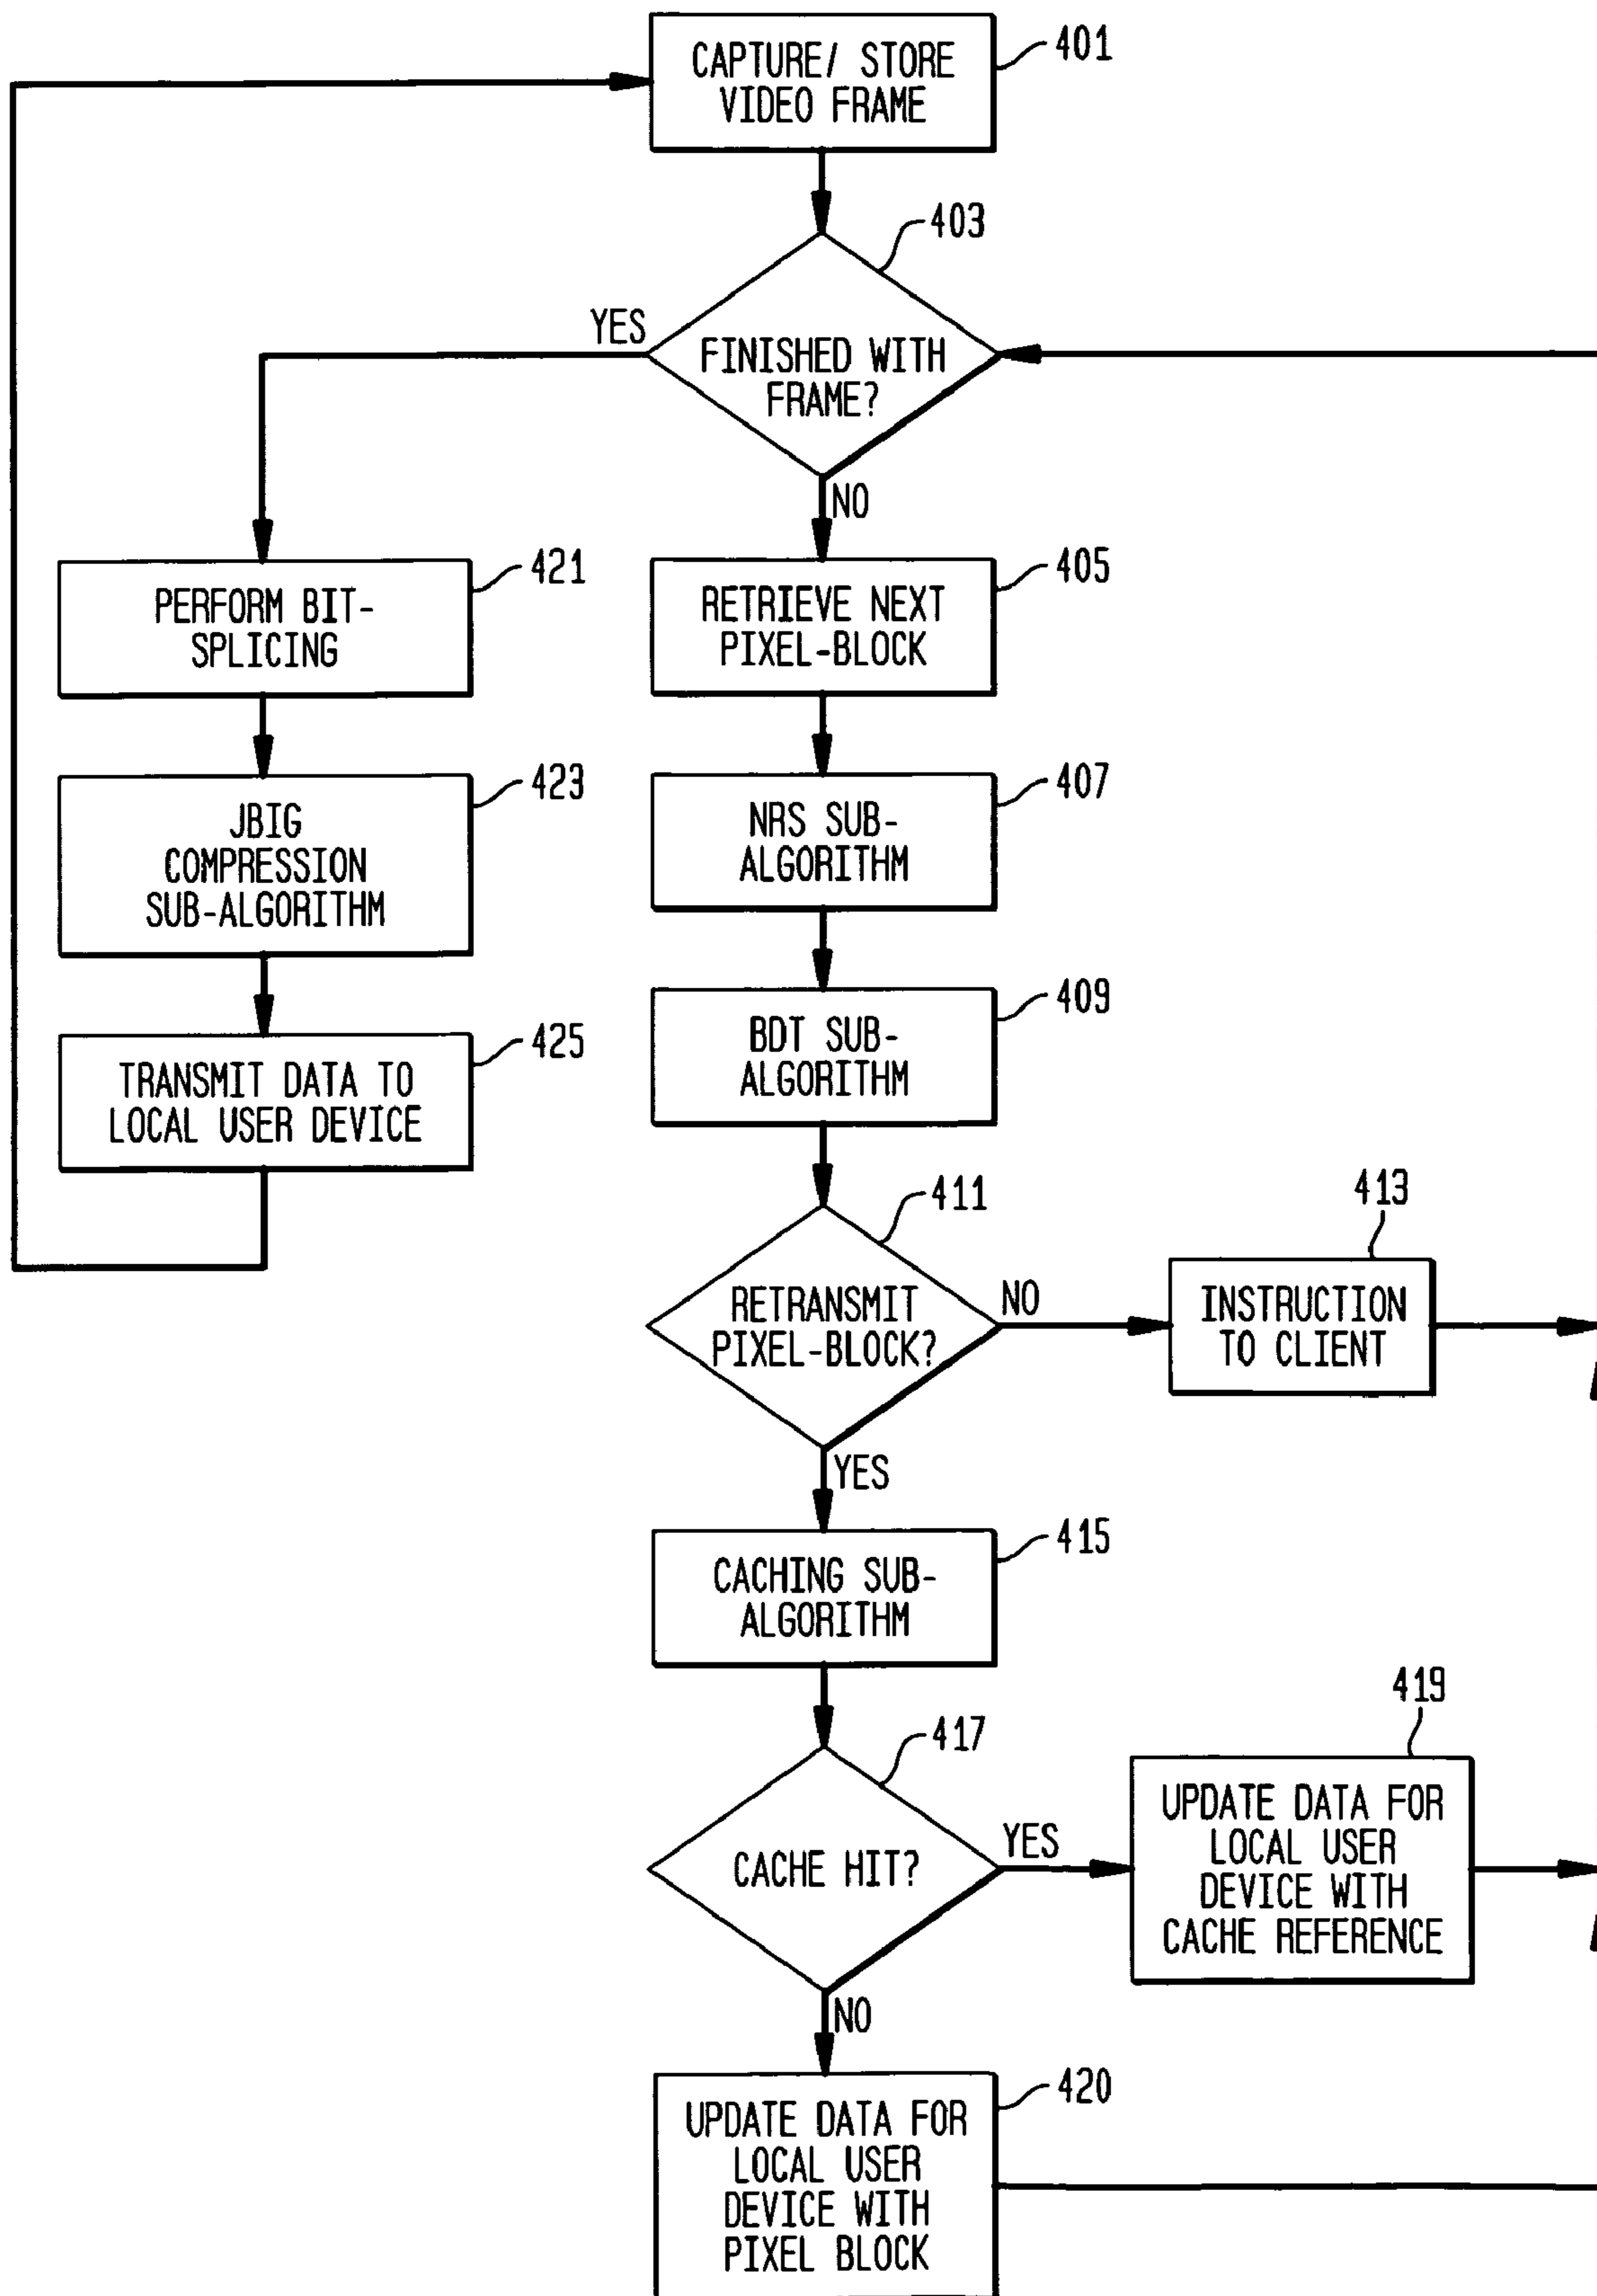 CAPTURE/ STORE
VIDEO FRAME
401
403
YES
FINISHED WITH
FRAME?
NO
421
PERFORM BIT-
SPLICING
405
RETRIEVE NEXT
PIXEL-BLOCK
423
JBIG
COMPRESSION
SUB-ALGORITHM
407
NRS SUB-
ALGORITHM
425
TRANSMIT DATA TO
LOCAL USER DEVICE
409
BDT SUB-
ALGORITHM
411
RETRANSMIT
PIXEL-BLOCK?
NO
413
INSTRUCTION
TO CLIENT
YES
415
CACHING SUB-
ALGORITHM
417
CACHE HIT?
YES
419
UPDATE DATA FOR
LOCAL USER
DEVICE WITH
CACHE REFERENCE
NO
420
UPDATE DATA FOR
LOCAL USER
DEVICE WITH
PIXEL BLOCK